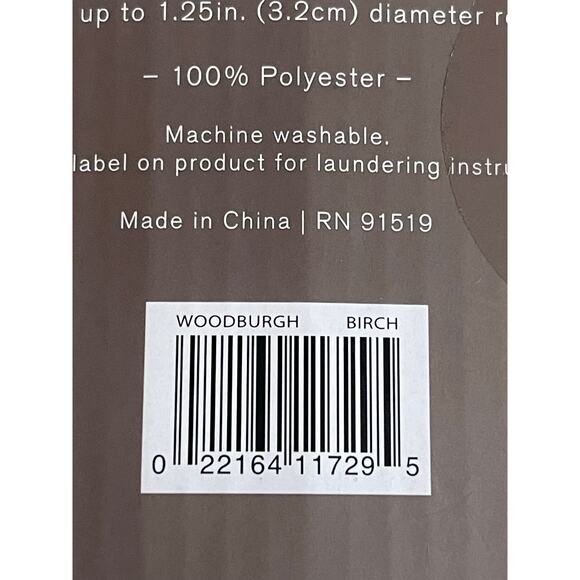 up to 1.25in. (3.2cm) diameter
– 100% Polyester –
Machine washable.
label on product for laundering
Made in China | RN 91519
WOODBURGH BIRCH
0 22164 11729 5